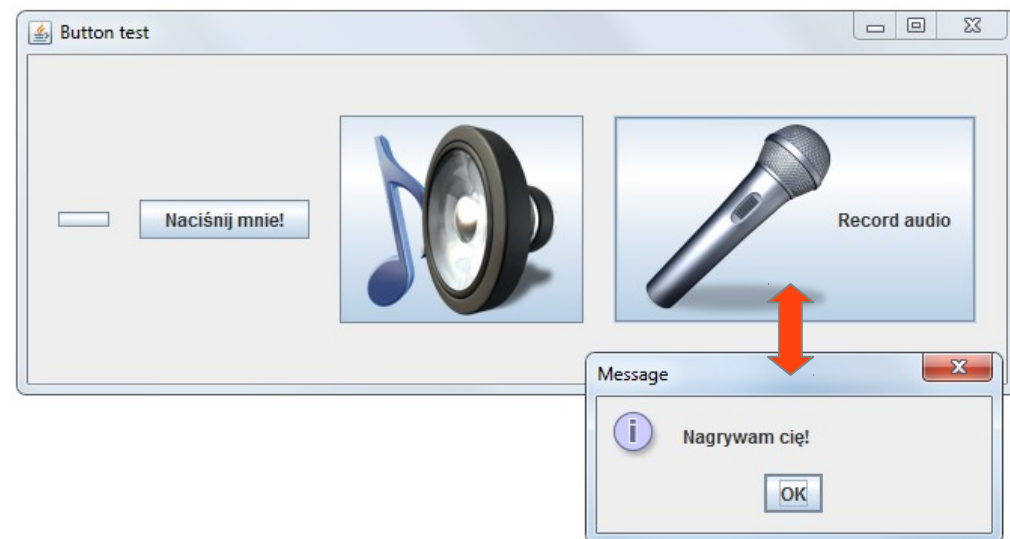 Button test
Naciśnij mnie!
Record audio
Message
i
Nagrywam cię!
OK